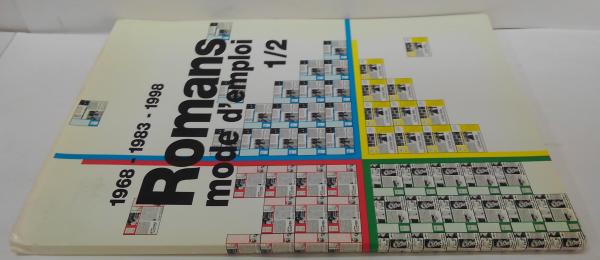 1968 - 1983 - 1998
Romans
mode d'emploi
1/2